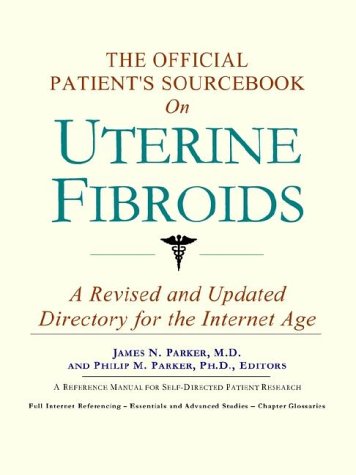 THE OFFICIAL
PATIENT'S SOURCEBOOK
On
UTERINE
FIBROIDS
A Revised and Updated
Directory for the Internet Age
JAMES N. PARKER, M.D.
AND PHILIP M. PARKER, PH.D., EDITORS
A REFERENCE MANUAL FOR SELF-DIRECTED PATIENT RESEARCH
Full Internet Referencing – Essentials and Advanced Studies – Chapter Glossaries